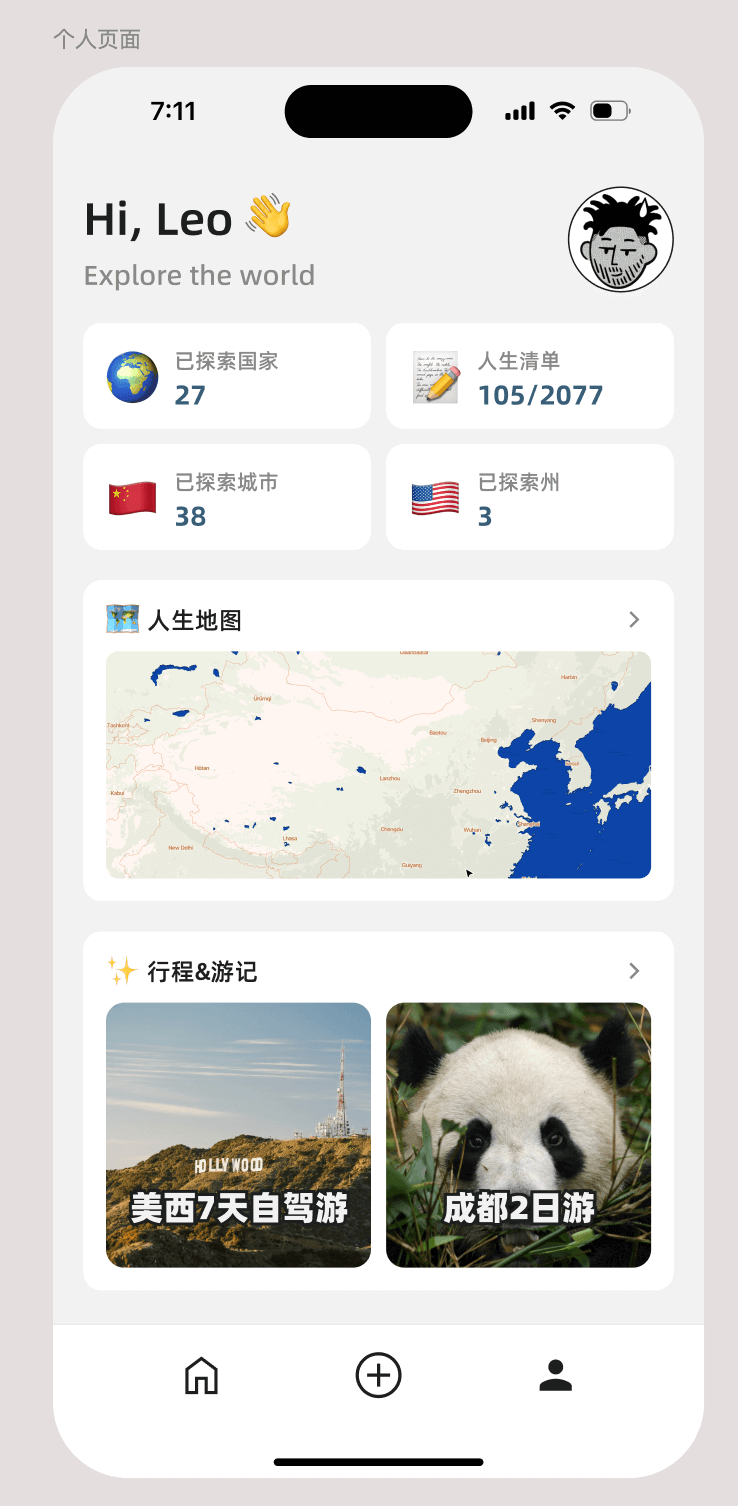 个人页面
7:11
Hi, Leo 👋
Explore the world
已探索国家
27
人生清单
105/2077
已探索城市
38
已探索州
3
人生地图
Ürümqi
Harbin
Tashkent
Shenyang
Baotou
Beijing
Hotan
Seoul
Lanzhou
Kabul
Zhengzhou
Chengdu
Wuhan
Shanghai
Lhasa
New Delhi
Guiyang
行程&游记
HOLLYWOOD
美西7天自驾游
成都2日游